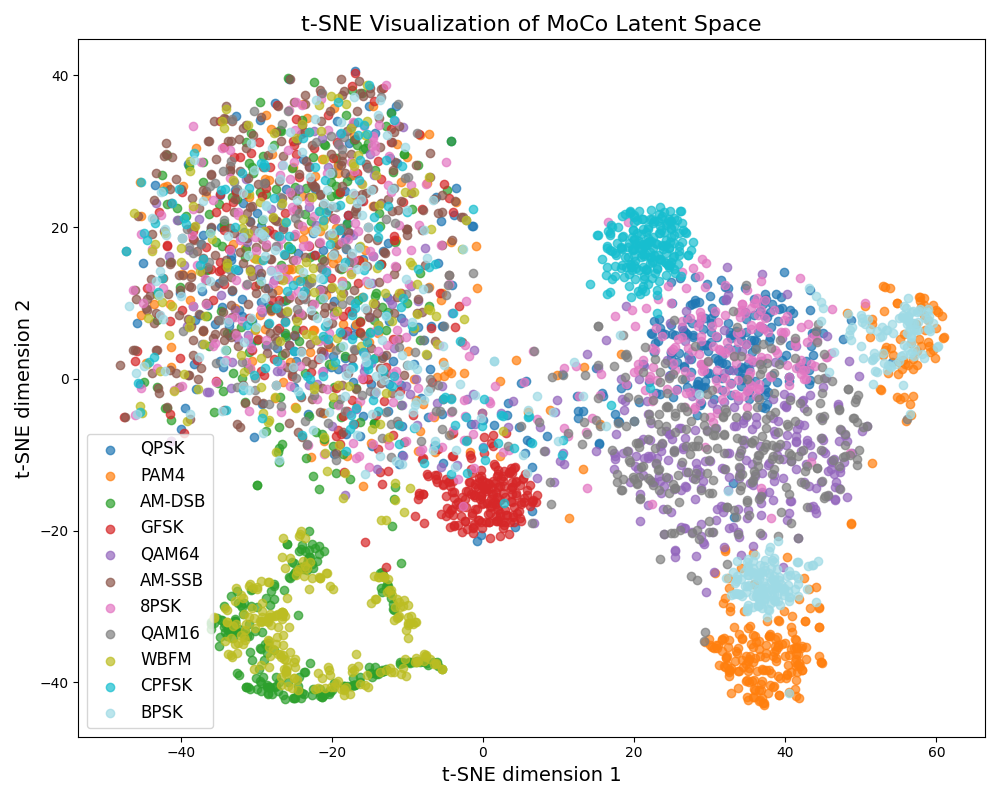 t-SNE Visualization of MoCo Latent Space
t-SNE dimension 2
40
20
0
−20
−40
QPSK
PAM4
AM-DSB
GFSK
QAM64
AM-SSB
8PSK
QAM16
WBFM
CPFSK
BPSK
−40
−20
0
20
40
60
t-SNE dimension 1